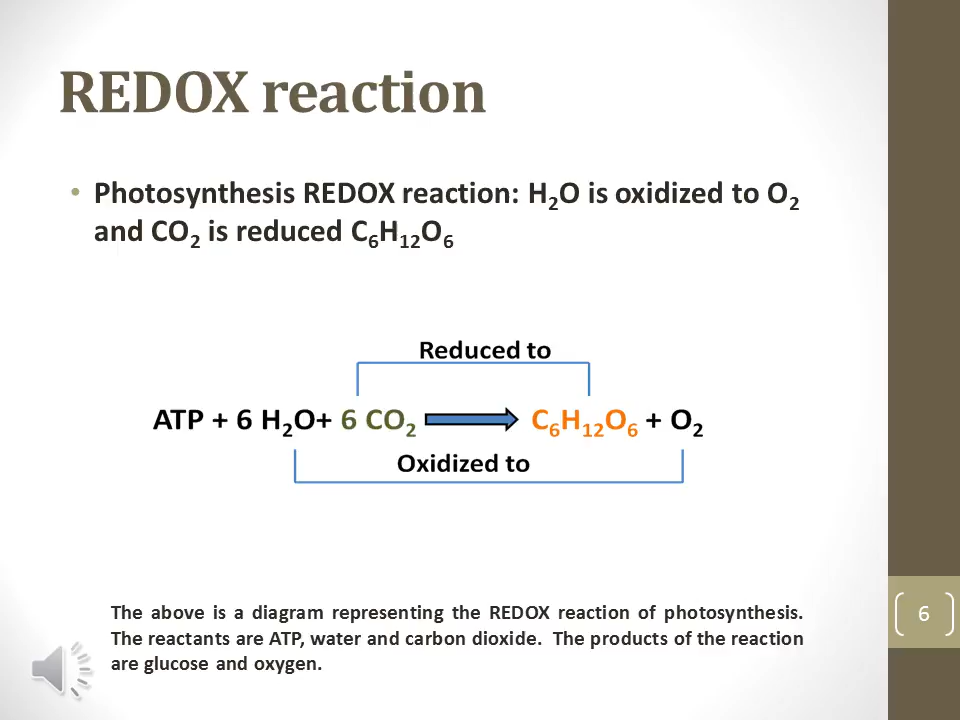 REDOX reaction
• Photosynthesis REDOX reaction: H₂O is oxidized to O₂
and CO₂ is reduced C₆H₁₂O₆
Reduced to
ATP + 6 H₂O+ 6 CO₂ → C₆H₁₂O₆ + O₂
Oxidized to
The above is a diagram representing the REDOX reaction of photosynthesis.
The reactants are ATP, water and carbon dioxide. The products of the reaction
are glucose and oxygen.
6